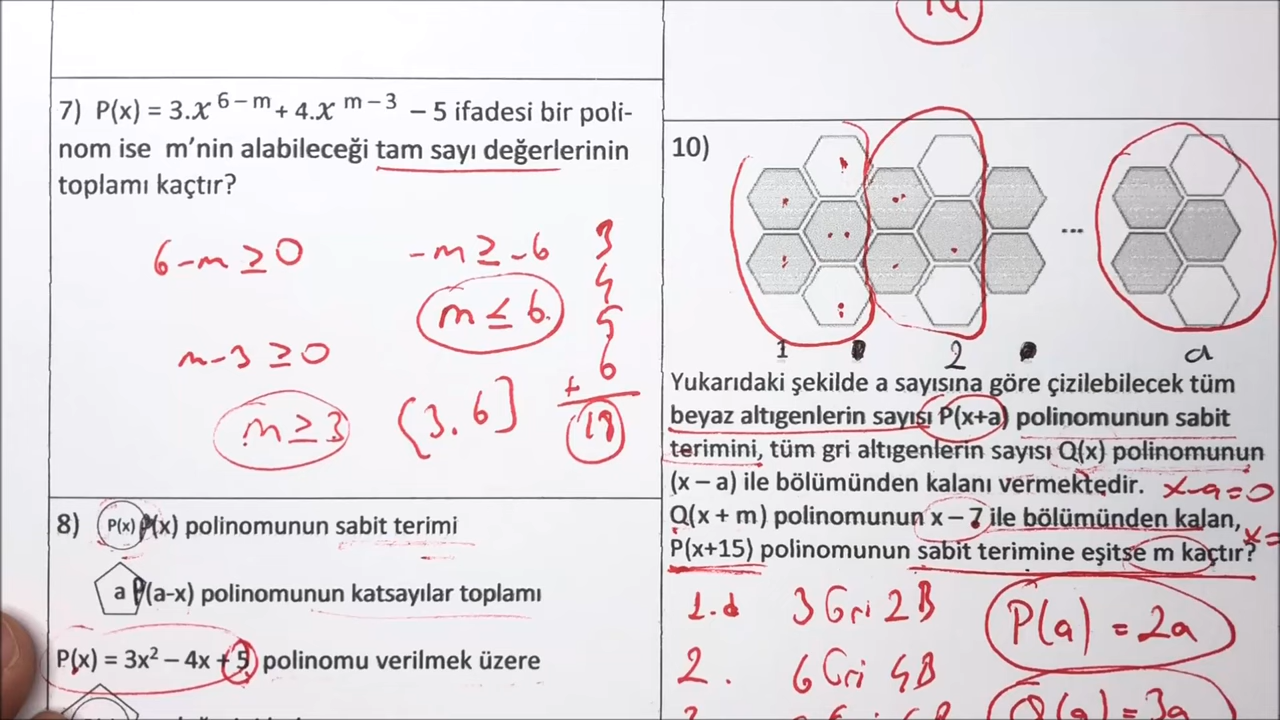 7) P(x) = 3.x^{6-m} + 4.x^{m-3} – 5 ifadesi bir poli-
nom ise m'nin alabileceği tam sayı değerlerinin
toplamı kaçtır?
6-m ≥ 0
-m ≥ -6
m ≤ 6
m-3 ≥ 0
m ≥ 3
[3, 6]
3
4
5
6
+
18
8) P(x) P(x) polinomunun sabit terimi
a P(a-x) polinomunun katsayılar toplamı
P(x) = 3x² – 4x + 5 polinomu verilmek üzere
10)
...
1 2 a
Yukarıdaki şekilde a sayısına göre çizilebilecek tüm
beyaz altıgenlerin sayısı P(x+a) polinomunun sabit
terimini, tüm gri altıgenlerin sayısı Q(x) polinomunun
(x – a) ile bölümünden kalanı vermektedir. x-a=0
Q(x + m) polinomunun x – 7 ile bölümünden kalan, x=
P(x+15) polinomunun sabit terimine eşitse m kaçtır?
1. 3 Gri 2B
P(a) = 2a
2. 6 Gri 4B
Q(a) = 3a